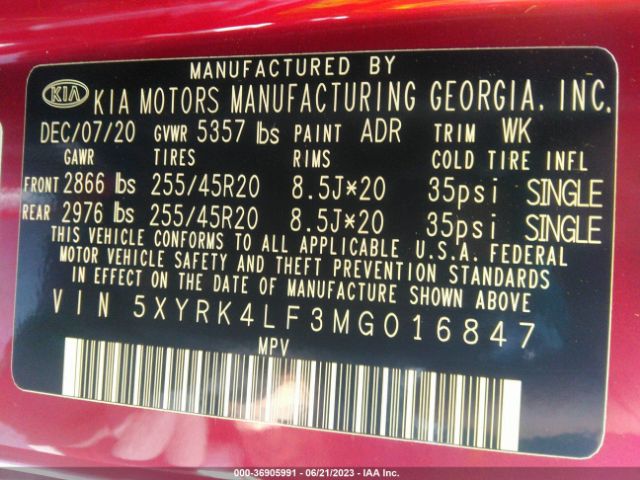 MANUFACTURED BY
KIA KIA MOTORS MANUFACTURING GEORGIA, INC.
DEC/07/20 GVWR 5357 lbs PAINT ADR TRIM WK
GAWR TIRES RIMS COLD TIRE INFL
FRONT 2866 lbs 255/45R20 8.5J*20 35psi SINGLE
REAR 2976 lbs 255/45R20 8.5J*20 35psi SINGLE
THIS VEHICLE CONFORMS TO ALL APPLICABLE U.S.A. FEDERAL
MOTOR VEHICLE SAFETY AND THEFT PREVENTION STANDARDS
IN EFFECT ON THE DATE OF MANUFACTURE SHOWN ABOVE
VIN 5XYRK4LF3MG016847
MPV
000-36905991 - 06/21/2023 - IAA Inc.